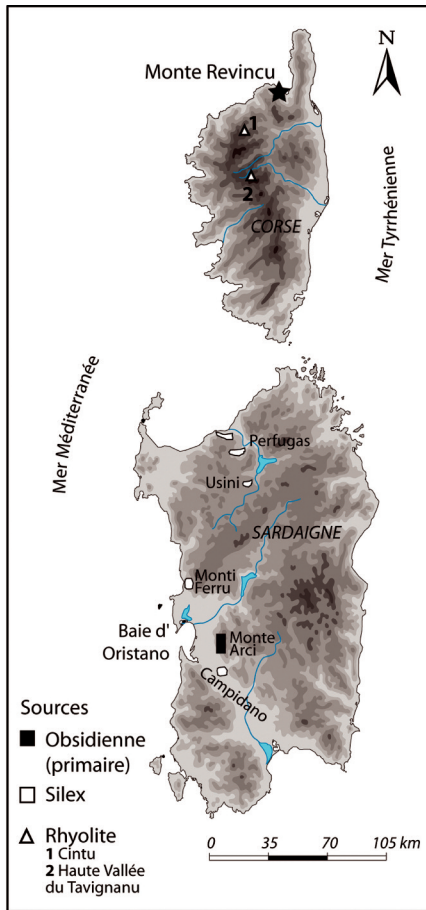 N
Monte Revincu
1
2
CORSE
Mer Tyrrhénienne
Mer Méditerranée
Perfugas
Usini
SARDAIGNE
Monti
Ferru
Baie d'
Oristano
Monte
Arci
Campidano
Sources
Obsidienne
(primaire)
Silex
Rhyolite
1 Cintu
2 Haute Vallée
du Tavignanu
0 35 70 105 km